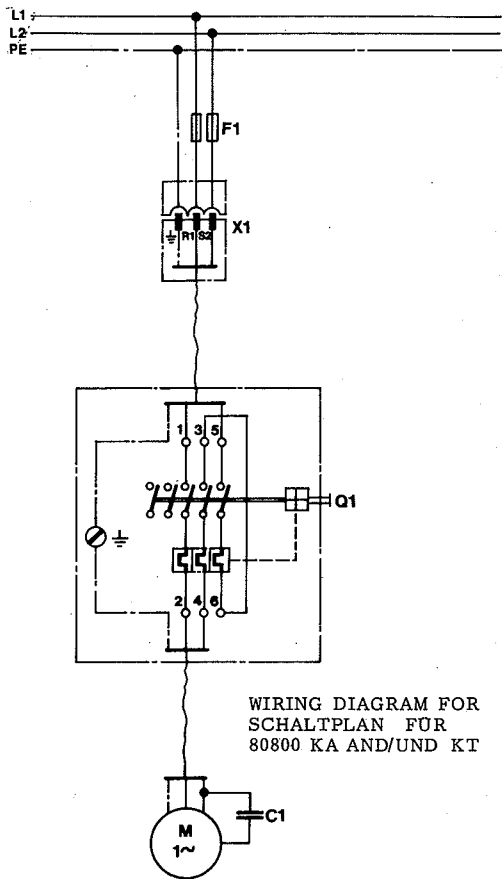 L1
L2
PE
F1
X1
R1 S2
1 3 5
Q1
2 4 6
WIRING DIAGRAM FOR
SCHALTPLAN FÜR
80800 KA AND/UND KT
C1
M
1~